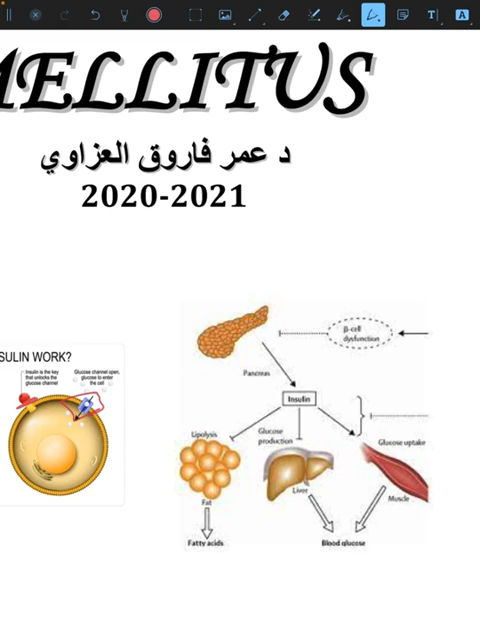 MELLITUS
د عمر فاروق العزاوي
2020-2021
SULIN WORK?
Insulin is the key
that unlocks the
glucose channel
Glucose channel open,
glucose to enter
the cell
β-cell
dysfunction
Pancreas
Insulin
Lipolysis
Glucose
production
Glucose uptake
Liver
Muscle
Fat
Fatty acids
Blood glucose
T
A